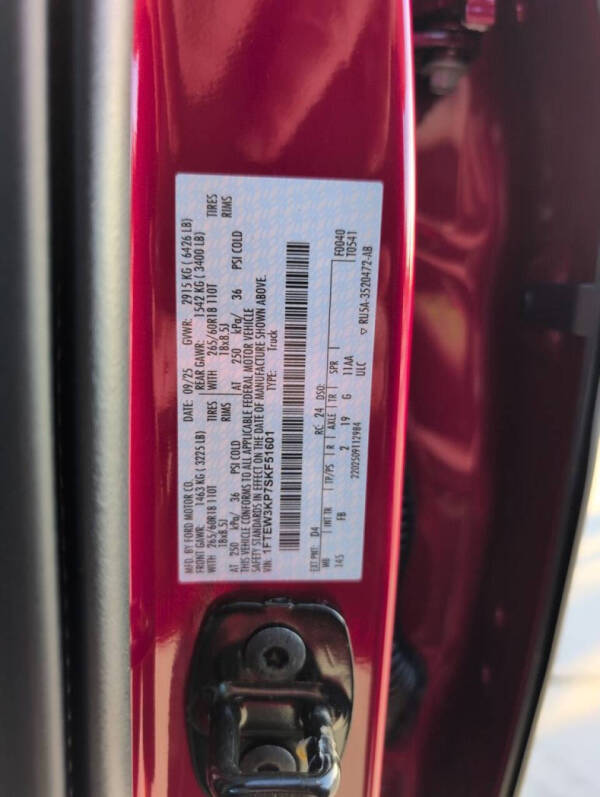 MFD. BY FORD MOTOR CO. DATE: 09/25 GVWR: 2915 KG ( 6426 LB)
FRONT GAWR: 1463 KG ( 3225 LB) REAR GAWR: 1542 KG ( 3400 LB)
WITH 265/60R18 110T TIRES WITH 265/60R18 110T TIRES
18x8.5J RIMS 18x8.5J RIMS
AT 250 kPa/ 36 PSI COLD AT 250 kPa/ 36 PSI COLD
THIS VEHICLE CONFORMS TO ALL APPLICABLE FEDERAL MOTOR VEHICLE
SAFETY STANDARDS IN EFFECT ON THE DATE OF MANUFACTURE SHOWN ABOVE.
VIN: 1FTEW3KP7SKF51601 TYPE: Truck
EXT PNT: D4 RC: 24 DSO: F0040
WB INT TR TP/PS R AXLE TR SPR T0541
145 FB 2 19 G 11AA
2202509112984 ULC
▽ RU5A-3520472-AB